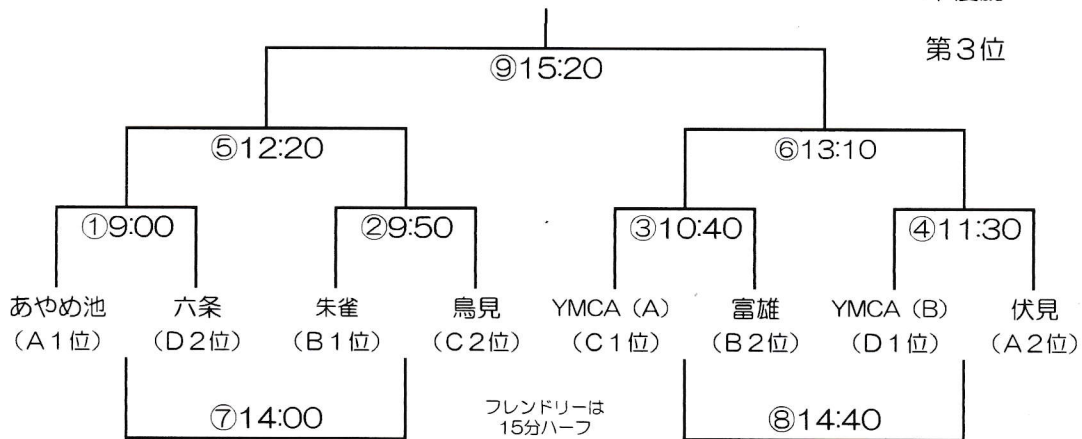 第3位
⑨15:20
⑤12:20
⑥13:10
①9:00
②9:50
③10:40
④11:30
あやめ池 六条 朱雀 鳥見 YMCA(A) 富雄 YMCA(B) 伏見
(A1位) (D2位) (B1位) (C2位) (C1位) (B2位) (D1位) (A2位)
⑦14:00
フレンドリーは
15分ハーフ
⑧14:40